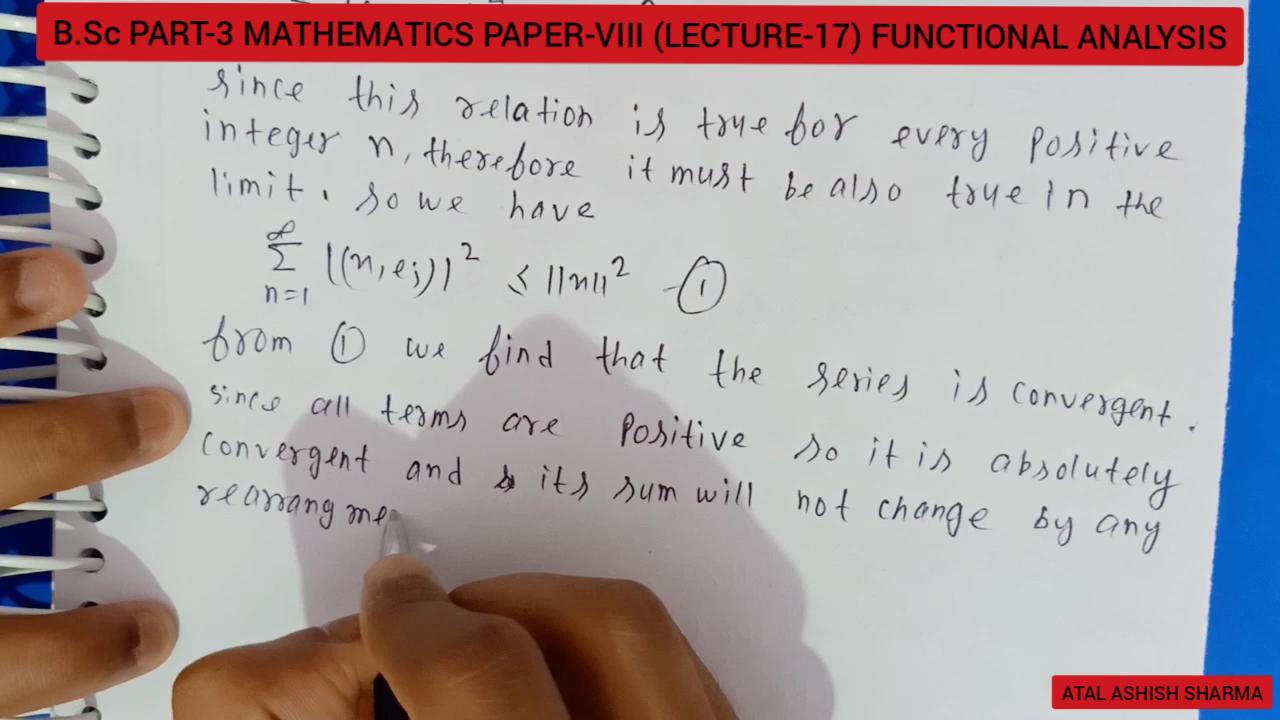 B.Sc PART-3 MATHEMATICS PAPER-VIII (LECTURE-17) FUNCTIONAL ANALYSIS
since this relation is true for every positive
integer n, therefore it must be also true in the
limit. so we have
∞
Σ |(x, ej)|² ≤ ||x||² - ①
n=1
from ① we find that the series is convergent.
since all terms are positive so it is absolutely
convergent and its sum will not change by any
rearrangme
ATAL ASHISH SHARMA